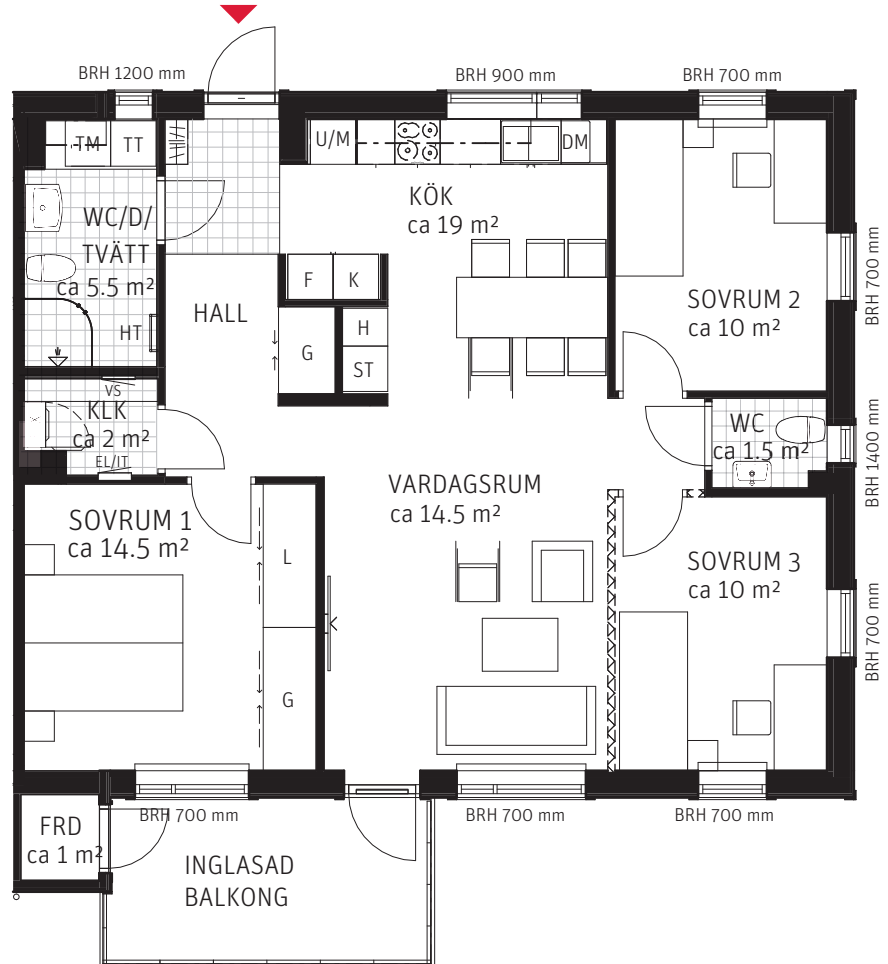 BRH 1200 mm
BRH 900 mm
BRH 700 mm
TM
TT
U/M
DM
WC/D/
TVÄTT
ca 5.5 m²
KÖK
ca 19 m²
BRH 700 mm
F
K
SOVRUM 2
ca 10 m²
HALL
HT
G
H
ST
VS
KLK
ca 2 m²
EL/IT
WC
ca 1.5 m²
BRH 1400 mm
VARDAGSRUM
ca 14.5 m²
SOVRUM 1
ca 14.5 m²
L
SOVRUM 3
ca 10 m²
BRH 700 mm
G
BRH 700 mm
BRH 700 mm
BRH 700 mm
FRD
ca 1 m²
INGLASAD
BALKONG